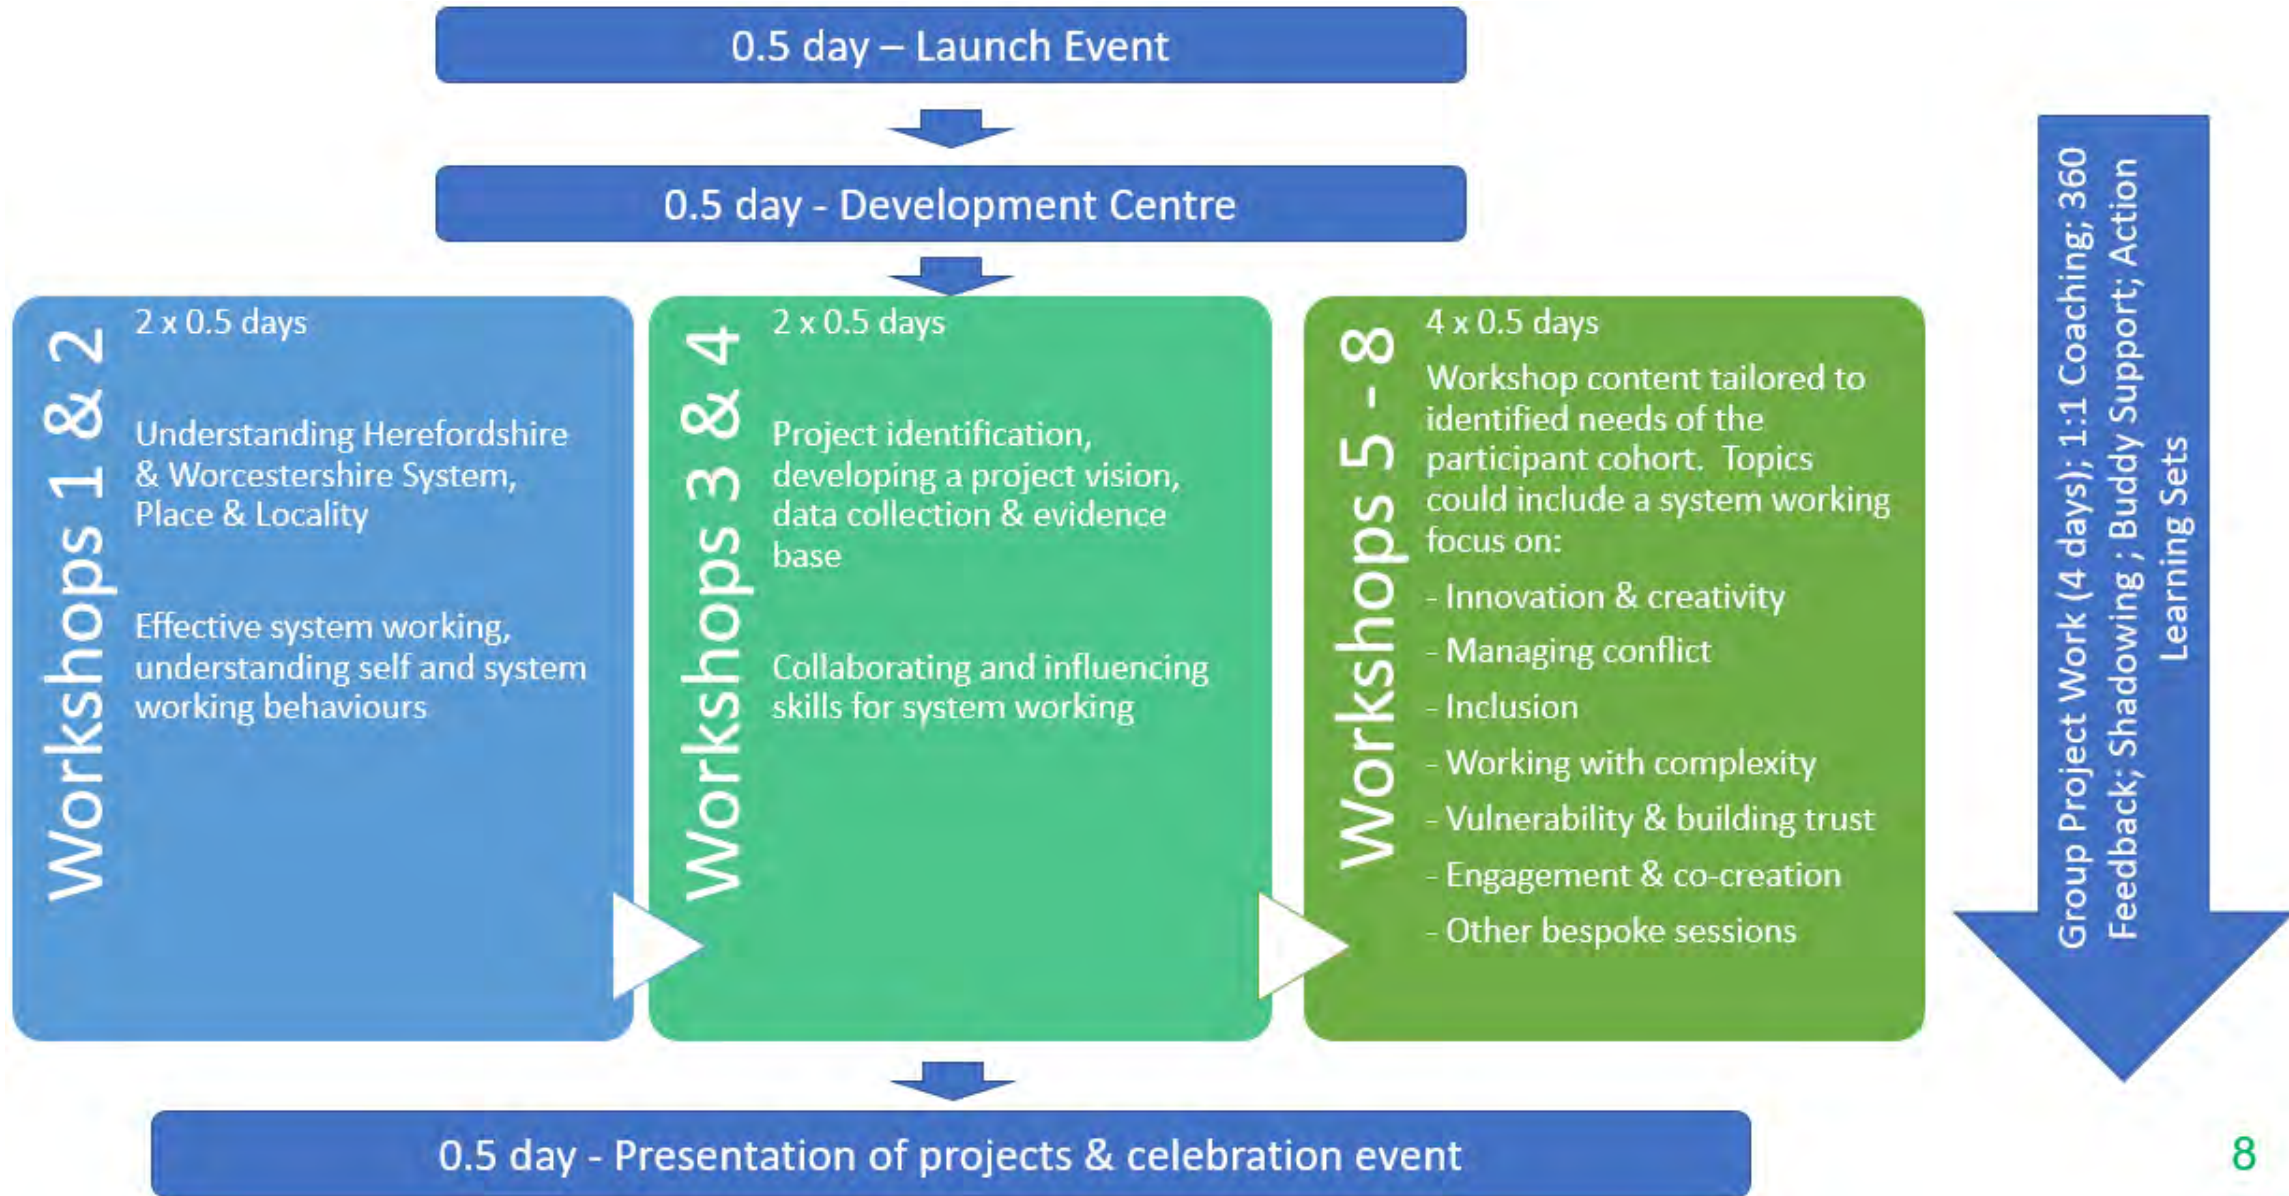 0.5 day – Launch Event
0.5 day - Development Centre
Workshops 1 & 2
2 x 0.5 days
Understanding Herefordshire
& Worcestershire System,
Place & Locality
Effective system working,
understanding self and system
working behaviours
Workshops 3 & 4
2 x 0.5 days
Project identification,
developing a project vision,
data collection & evidence
base
Collaborating and influencing
skills for system working
Workshops 5 - 8
4 x 0.5 days
Workshop content tailored to
identified needs of the
participant cohort.  Topics
could include a system working
focus on:
- Innovation & creativity
- Managing conflict
- Inclusion
- Working with complexity
- Vulnerability & building trust
- Engagement & co-creation
- Other bespoke sessions
Group Project Work (4 days); 1:1 Coaching; 360
Feedback; Shadowing ; Buddy Support; Action
Learning Sets
0.5 day - Presentation of projects & celebration event
8